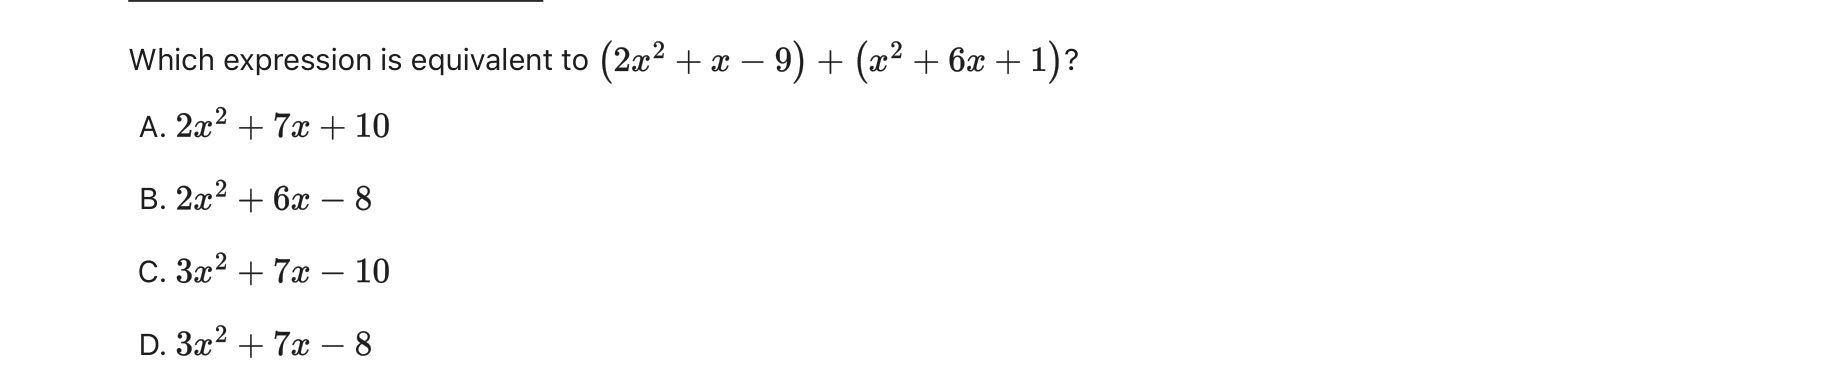 Which expression is equivalent to (2x² + x − 9) + (x² + 6x + 1)?
A. 2x² + 7x + 10
B. 2x² + 6x − 8
C. 3x² + 7x − 10
D. 3x² + 7x − 8